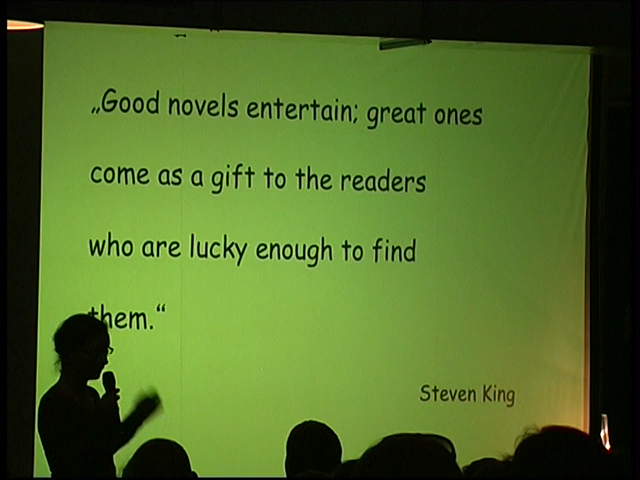 „Good novels entertain; great ones
come as a gift to the readers
who are lucky enough to find
them.“
Steven King